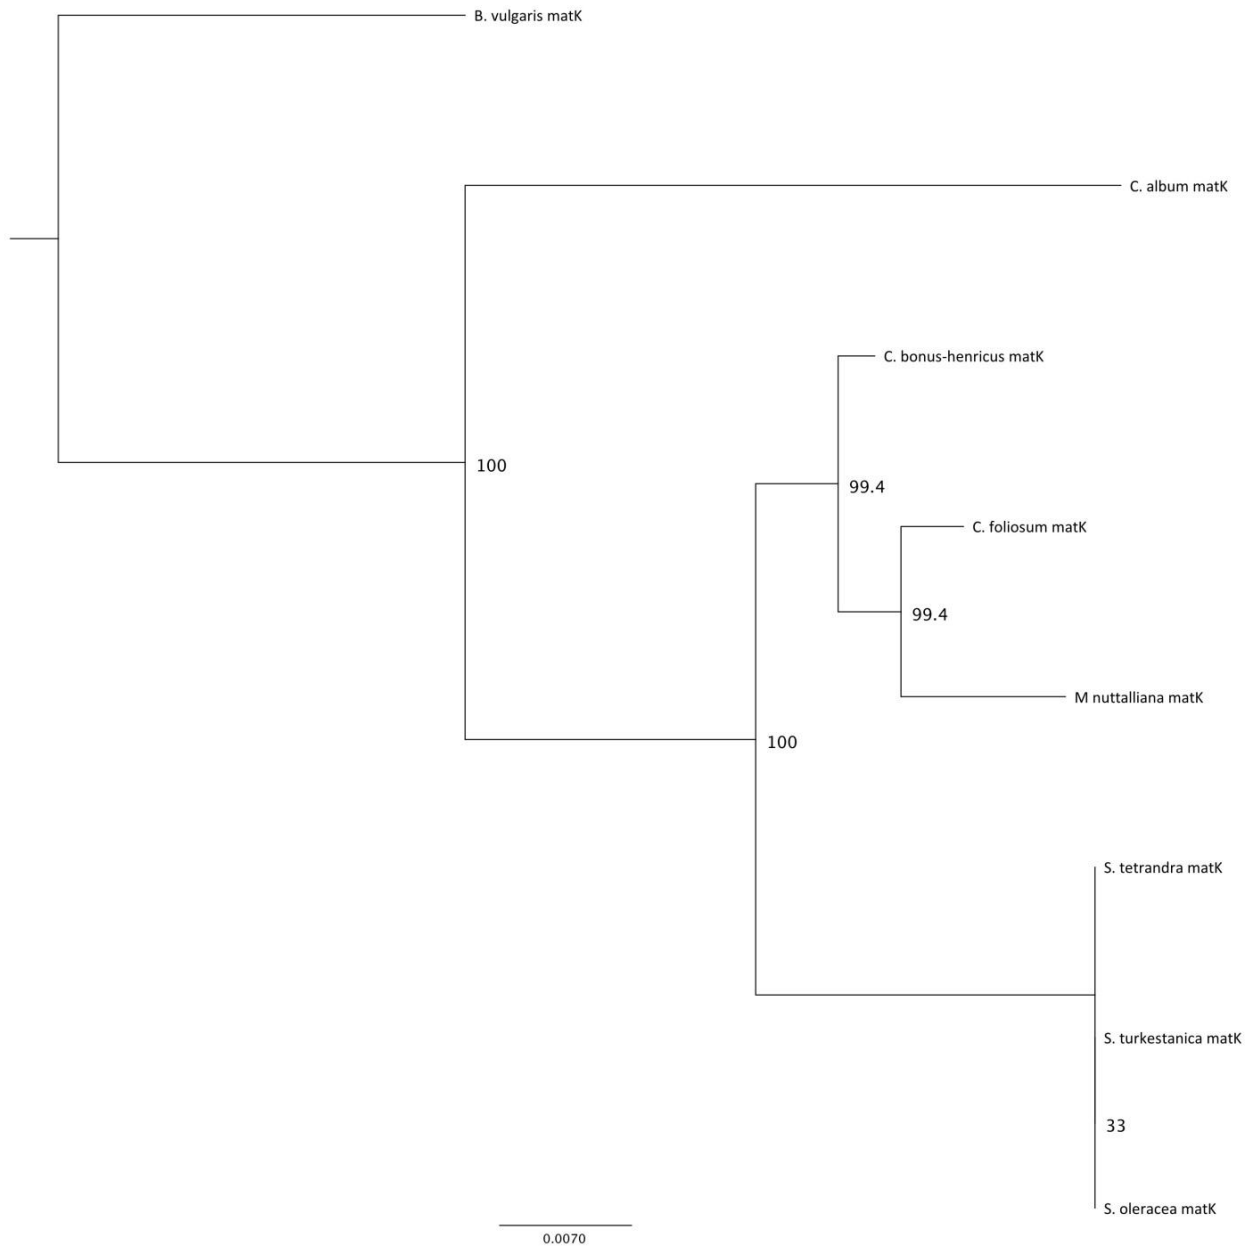 B. vulgaris matK
C. album matK
C. bonus-henricus matK
100
99.4
C. foliosum matK
99.4
M nuttalliana matK
100
S. tetrandra matK
S. turkestanica matK
33
S. oleracea matK
0.0070